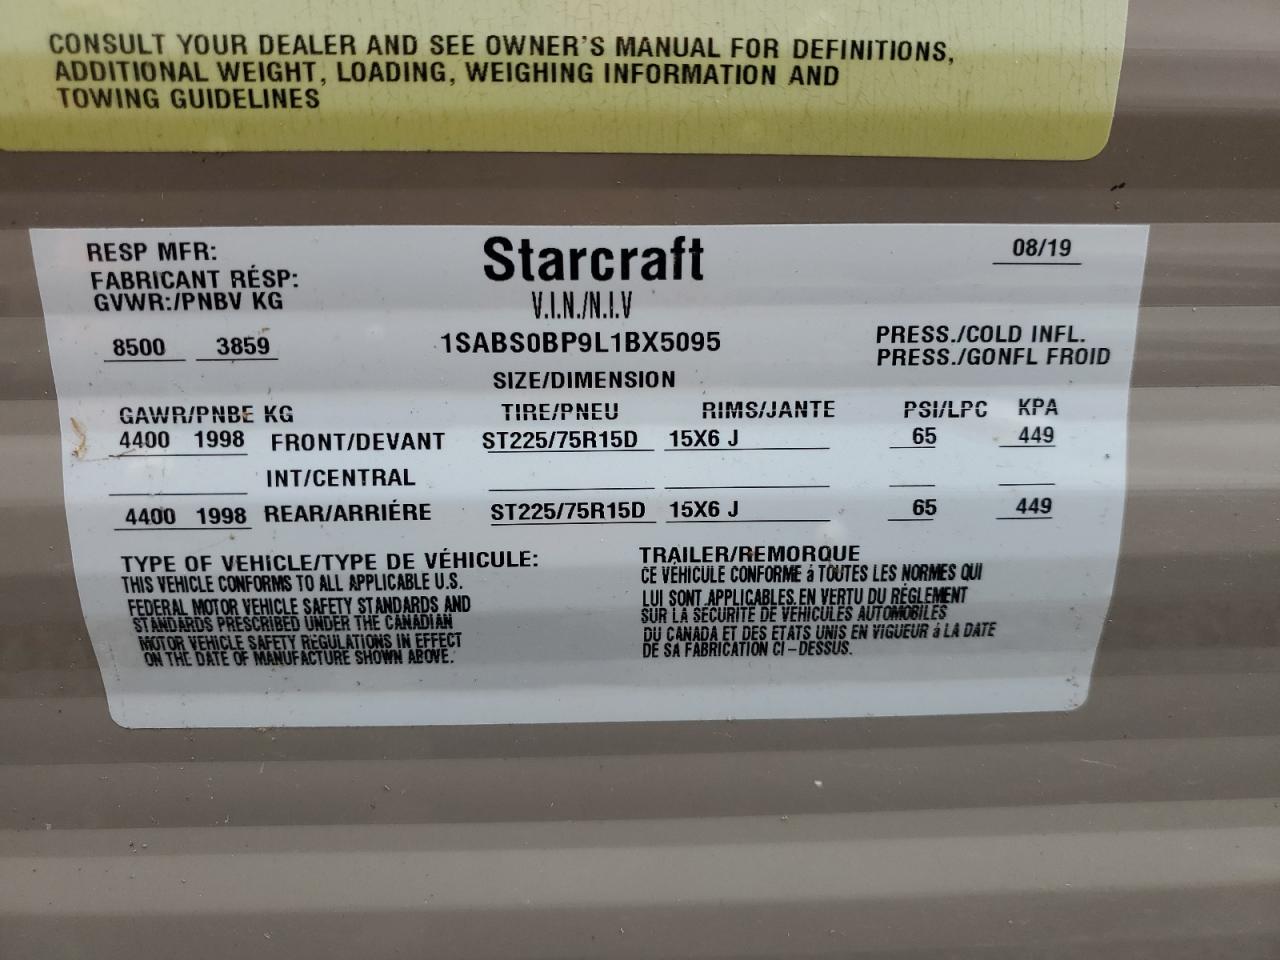 CONSULT YOUR DEALER AND SEE OWNER'S MANUAL FOR DEFINITIONS,
ADDITIONAL WEIGHT, LOADING, WEIGHING INFORMATION AND
TOWING GUIDELINES
RESP MFR: Starcraft 08/19
FABRICANT RÉSP:
GVWR:/PNBV KG V.I.N./N.I.V
8500 3859 1SABS0BP9L1BX5095 PRESS./COLD INFL.
PRESS./GONFL FROID
SIZE/DIMENSION
GAWR/PNBE KG TIRE/PNEU RIMS/JANTE PSI/LPC KPA
4400 1998 FRONT/DEVANT ST225/75R15D 15X6 J 65 449
INT/CENTRAL
4400 1998 REAR/ARRIÉRE ST225/75R15D 15X6 J 65 449
TYPE OF VEHICLE/TYPE DE VÉHICULE: TRAILER/REMORQUE
THIS VEHICLE CONFORMS TO ALL APPLICABLE U.S.
FEDERAL MOTOR VEHICLE SAFETY STANDARDS AND
STANDARDS PRESCRIBED UNDER THE CANADIAN
MOTOR VEHICLE SAFETY REGULATIONS IN EFFECT
ON THE DATE OF MANUFACTURE SHOWN ABOVE.
CE VÉHICULE CONFORME á TOUTES LES NORMES QUI
LUI SONT APPLICABLES EN VERTU DU RÉGLEMENT
SUR LA SÉCURITÉ DE VÉHICULES AUTOMOBILES
DU CANADA ET DES ÉTATS UNIS EN VIGUEUR á LA DATE
DE SA FABRICATION CI-DESSUS.